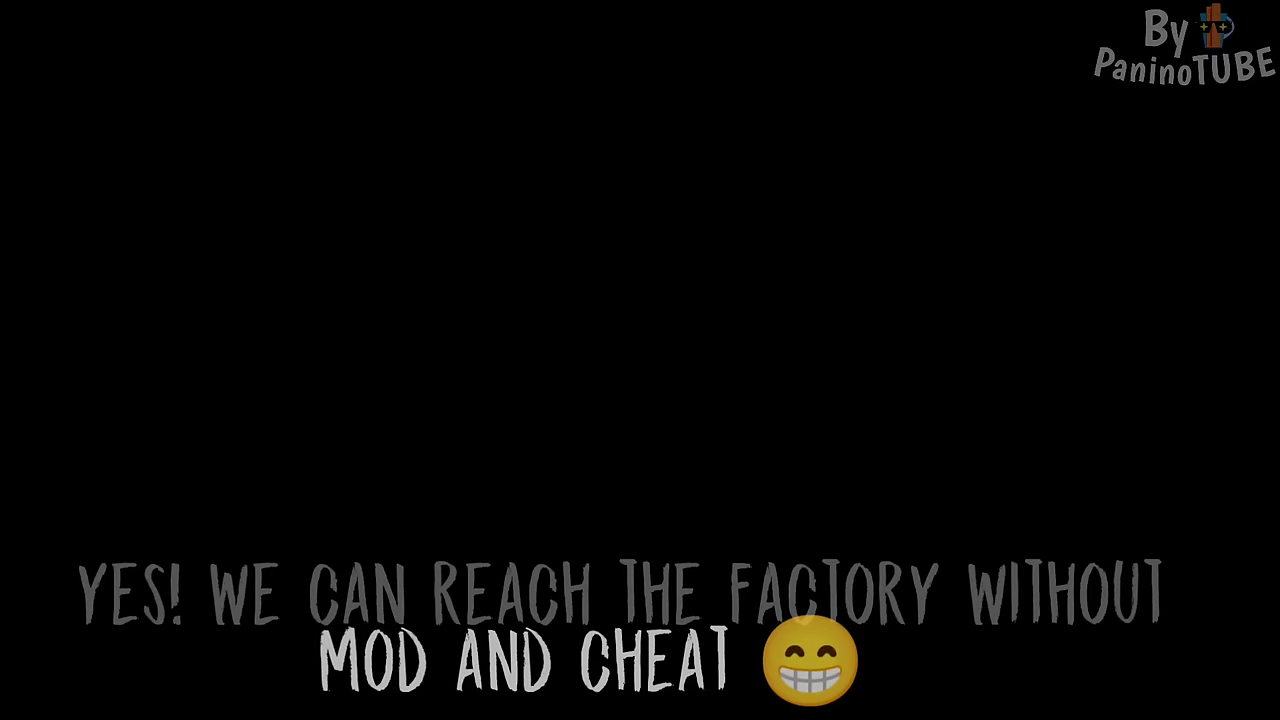 By
PaninoTUBE
YES! WE CAN REACH THE FACTORY WITHOUT
MOD AND CHEAT 😁